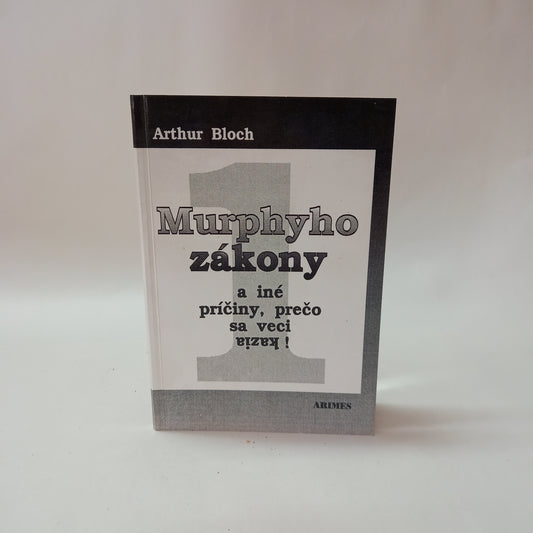 Arthur Bloch
1
Murphyho
zákony
a iné
príčiny, prečo
sa veci
kazia !
ARIMES